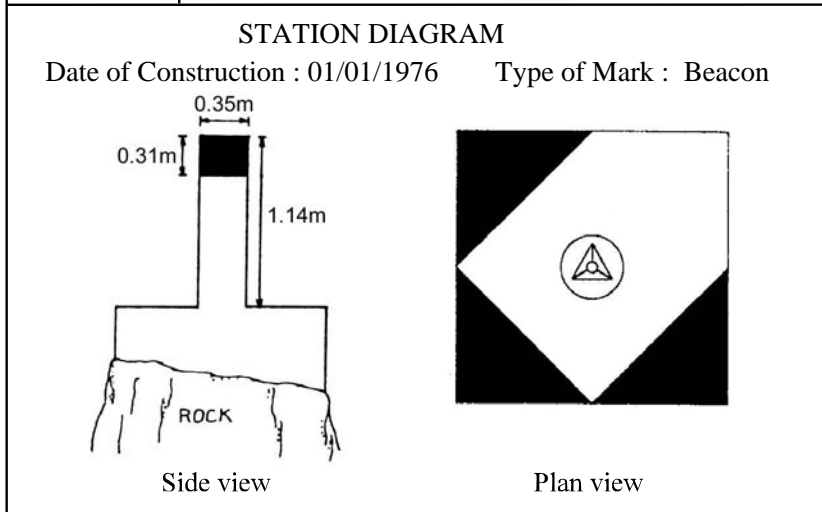 STATION DIAGRAM
Date of Construction : 01/01/1976 Type of Mark : Beacon
0.35m
0.31m
1.14m
ROCK
Side view Plan view